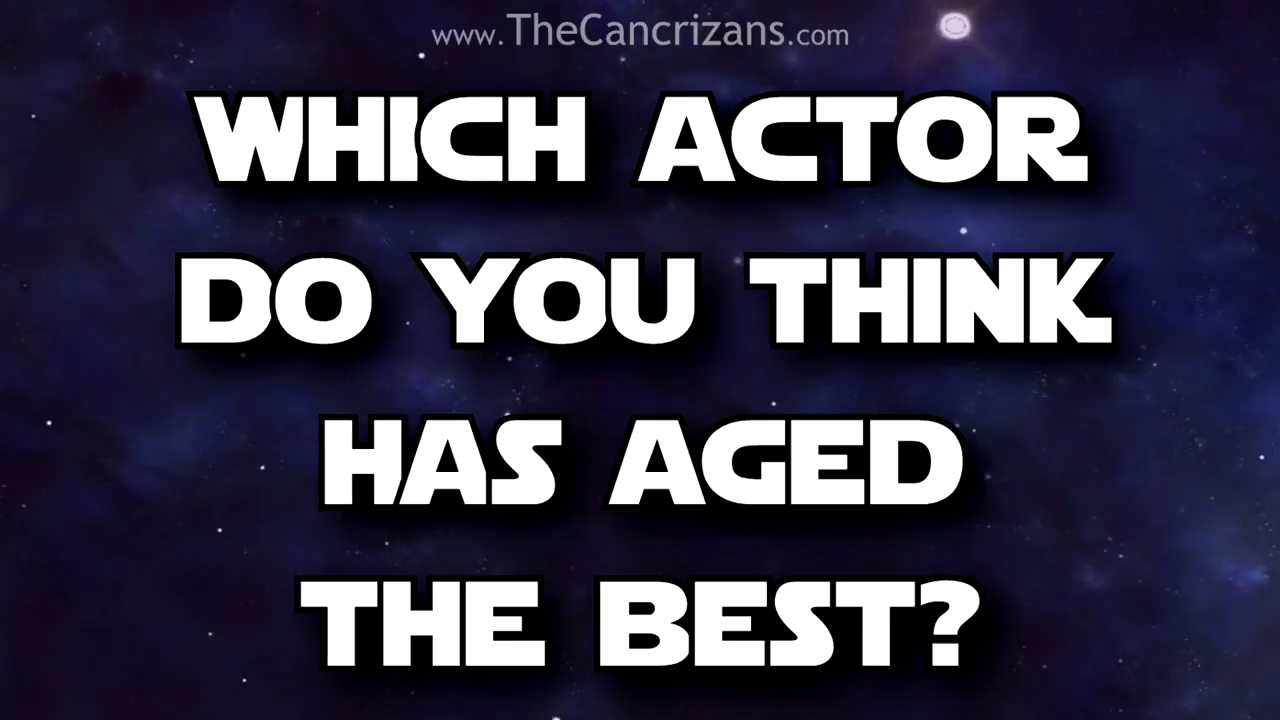 www.TheCancrizans.com
WHICH ACTOR
DO YOU THINK
HAS AGED
THE BEST?